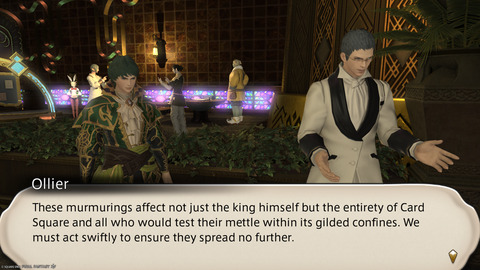 Ollier
These murmurings affect not just the king himself but the entirety of Card
Square and all who would test their mettle within its gilded confines. We
must act swiftly to ensure they spread no further.